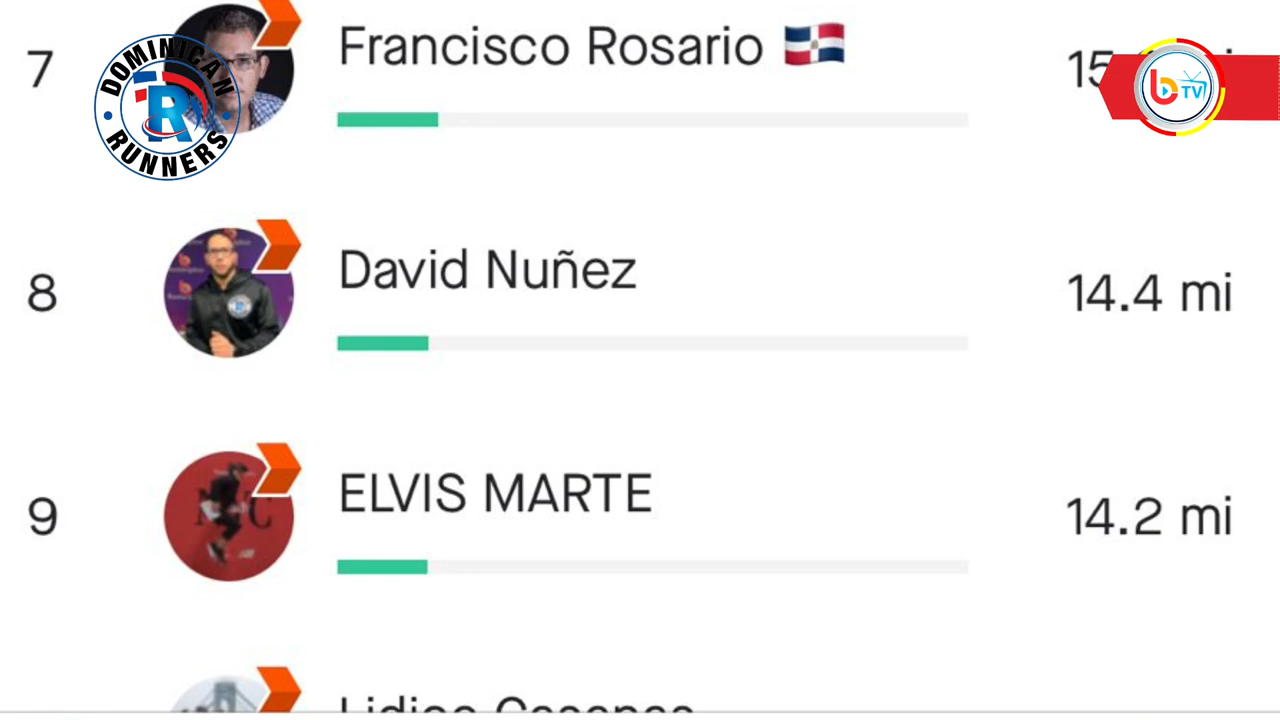 7
Francisco Rosario
DOMINICAN
R
RUNNERS
b TV
8
David Nuñez
14.4 mi
9
ELVIS MARTE
14.2 mi